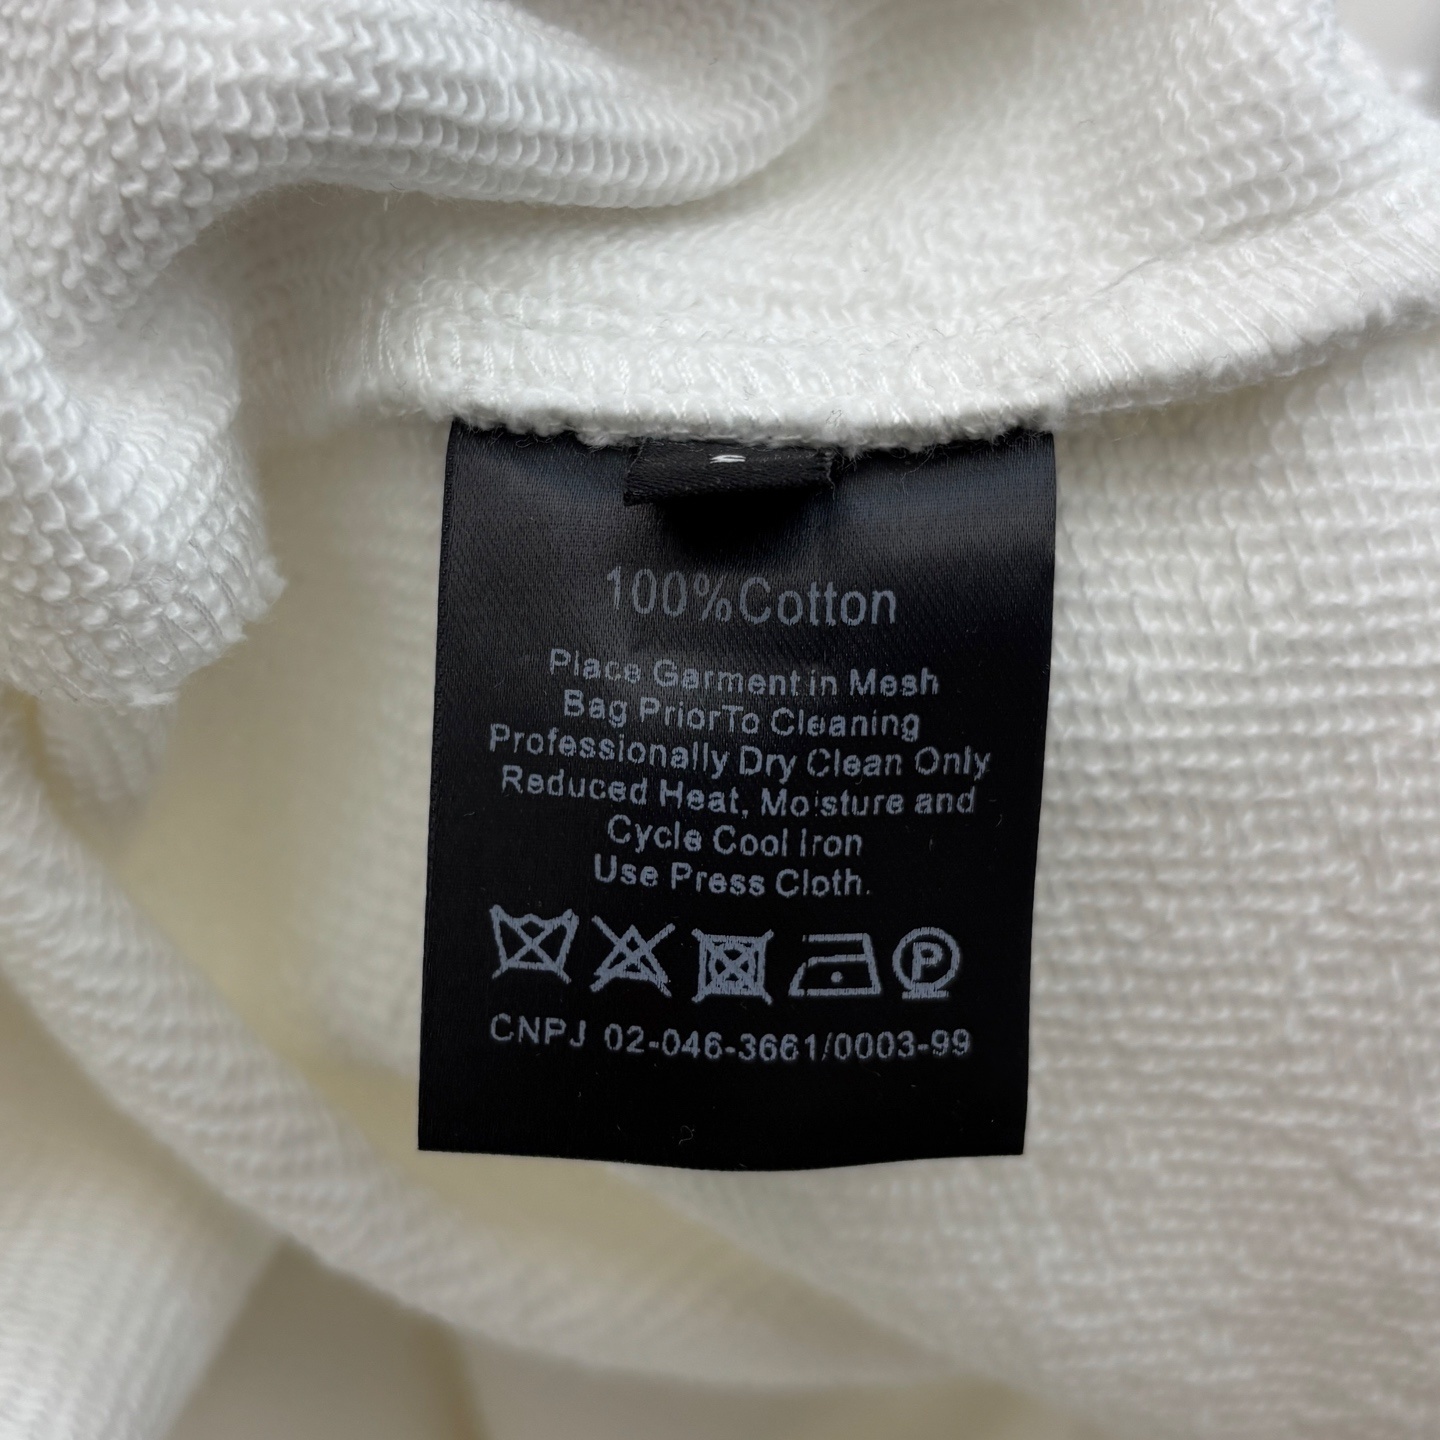 100%Cotton
Place Garment in Mesh
Bag PriorTo Cleaning
Professionally Dry Clean Only
Reduced Heat, Moisture and
Cycle Cool Iron
Use Press Cloth.
P
CNPJ 02-046-3661/0003-99